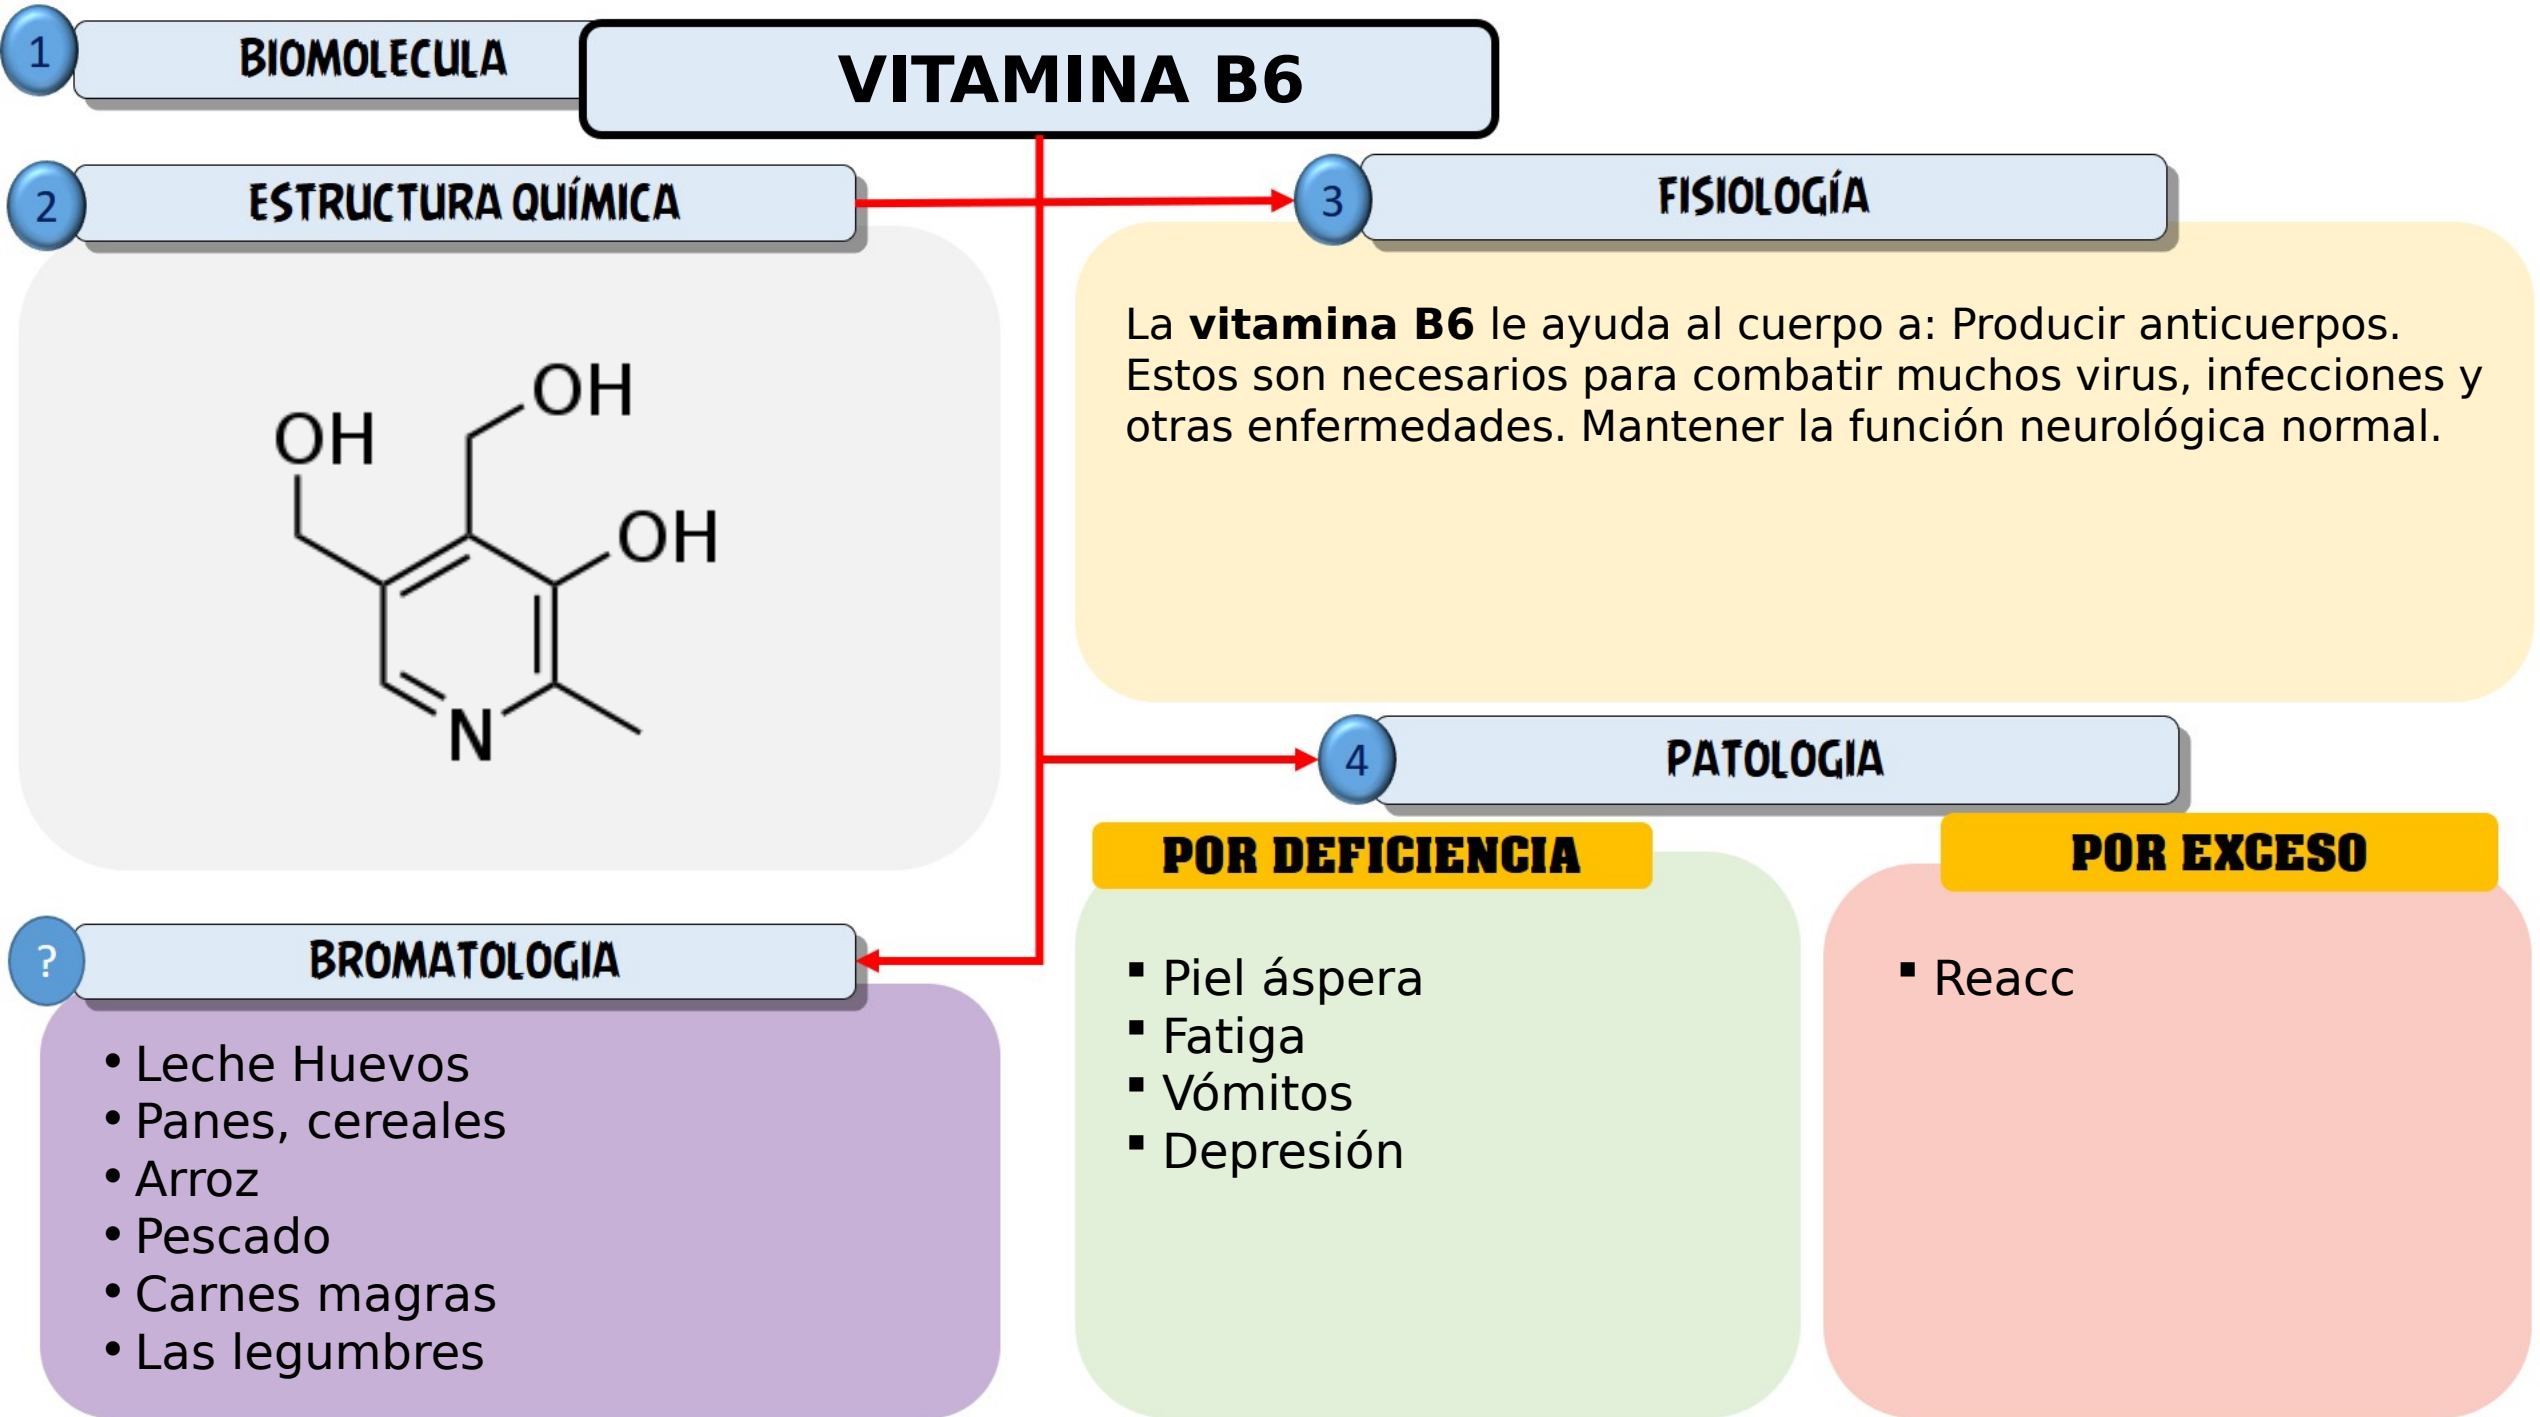 1
BIOMOLECULA
VITAMINA B6
2
ESTRUCTURA QUÍMICA
OH
OH
OH
N
3
FISIOLOGÍA
La vitamina B6 le ayuda al cuerpo a: Producir anticuerpos.
Estos son necesarios para combatir muchos virus, infecciones y
otras enfermedades. Mantener la función neurológica normal.
4
PATOLOGIA
POR DEFICIENCIA
▪ Piel áspera
▪ Fatiga
▪ Vómitos
▪ Depresión
POR EXCESO
▪ Reacc
?
BROMATOLOGIA
• Leche Huevos
• Panes, cereales
• Arroz
• Pescado
• Carnes magras
• Las legumbres